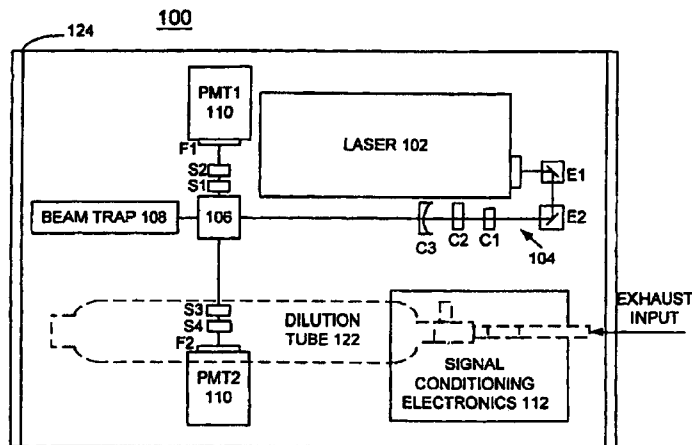 100
124
PMT1
110
F1
S2
S1
LASER 102
E1
E2
BEAM TRAP 108
106
C3
C2
C1
104
S3
S4
F2
DILUTION
TUBE 122
EXHAUST
INPUT
PMT2
110
SIGNAL
CONDITIONING
ELECTRONICS 112